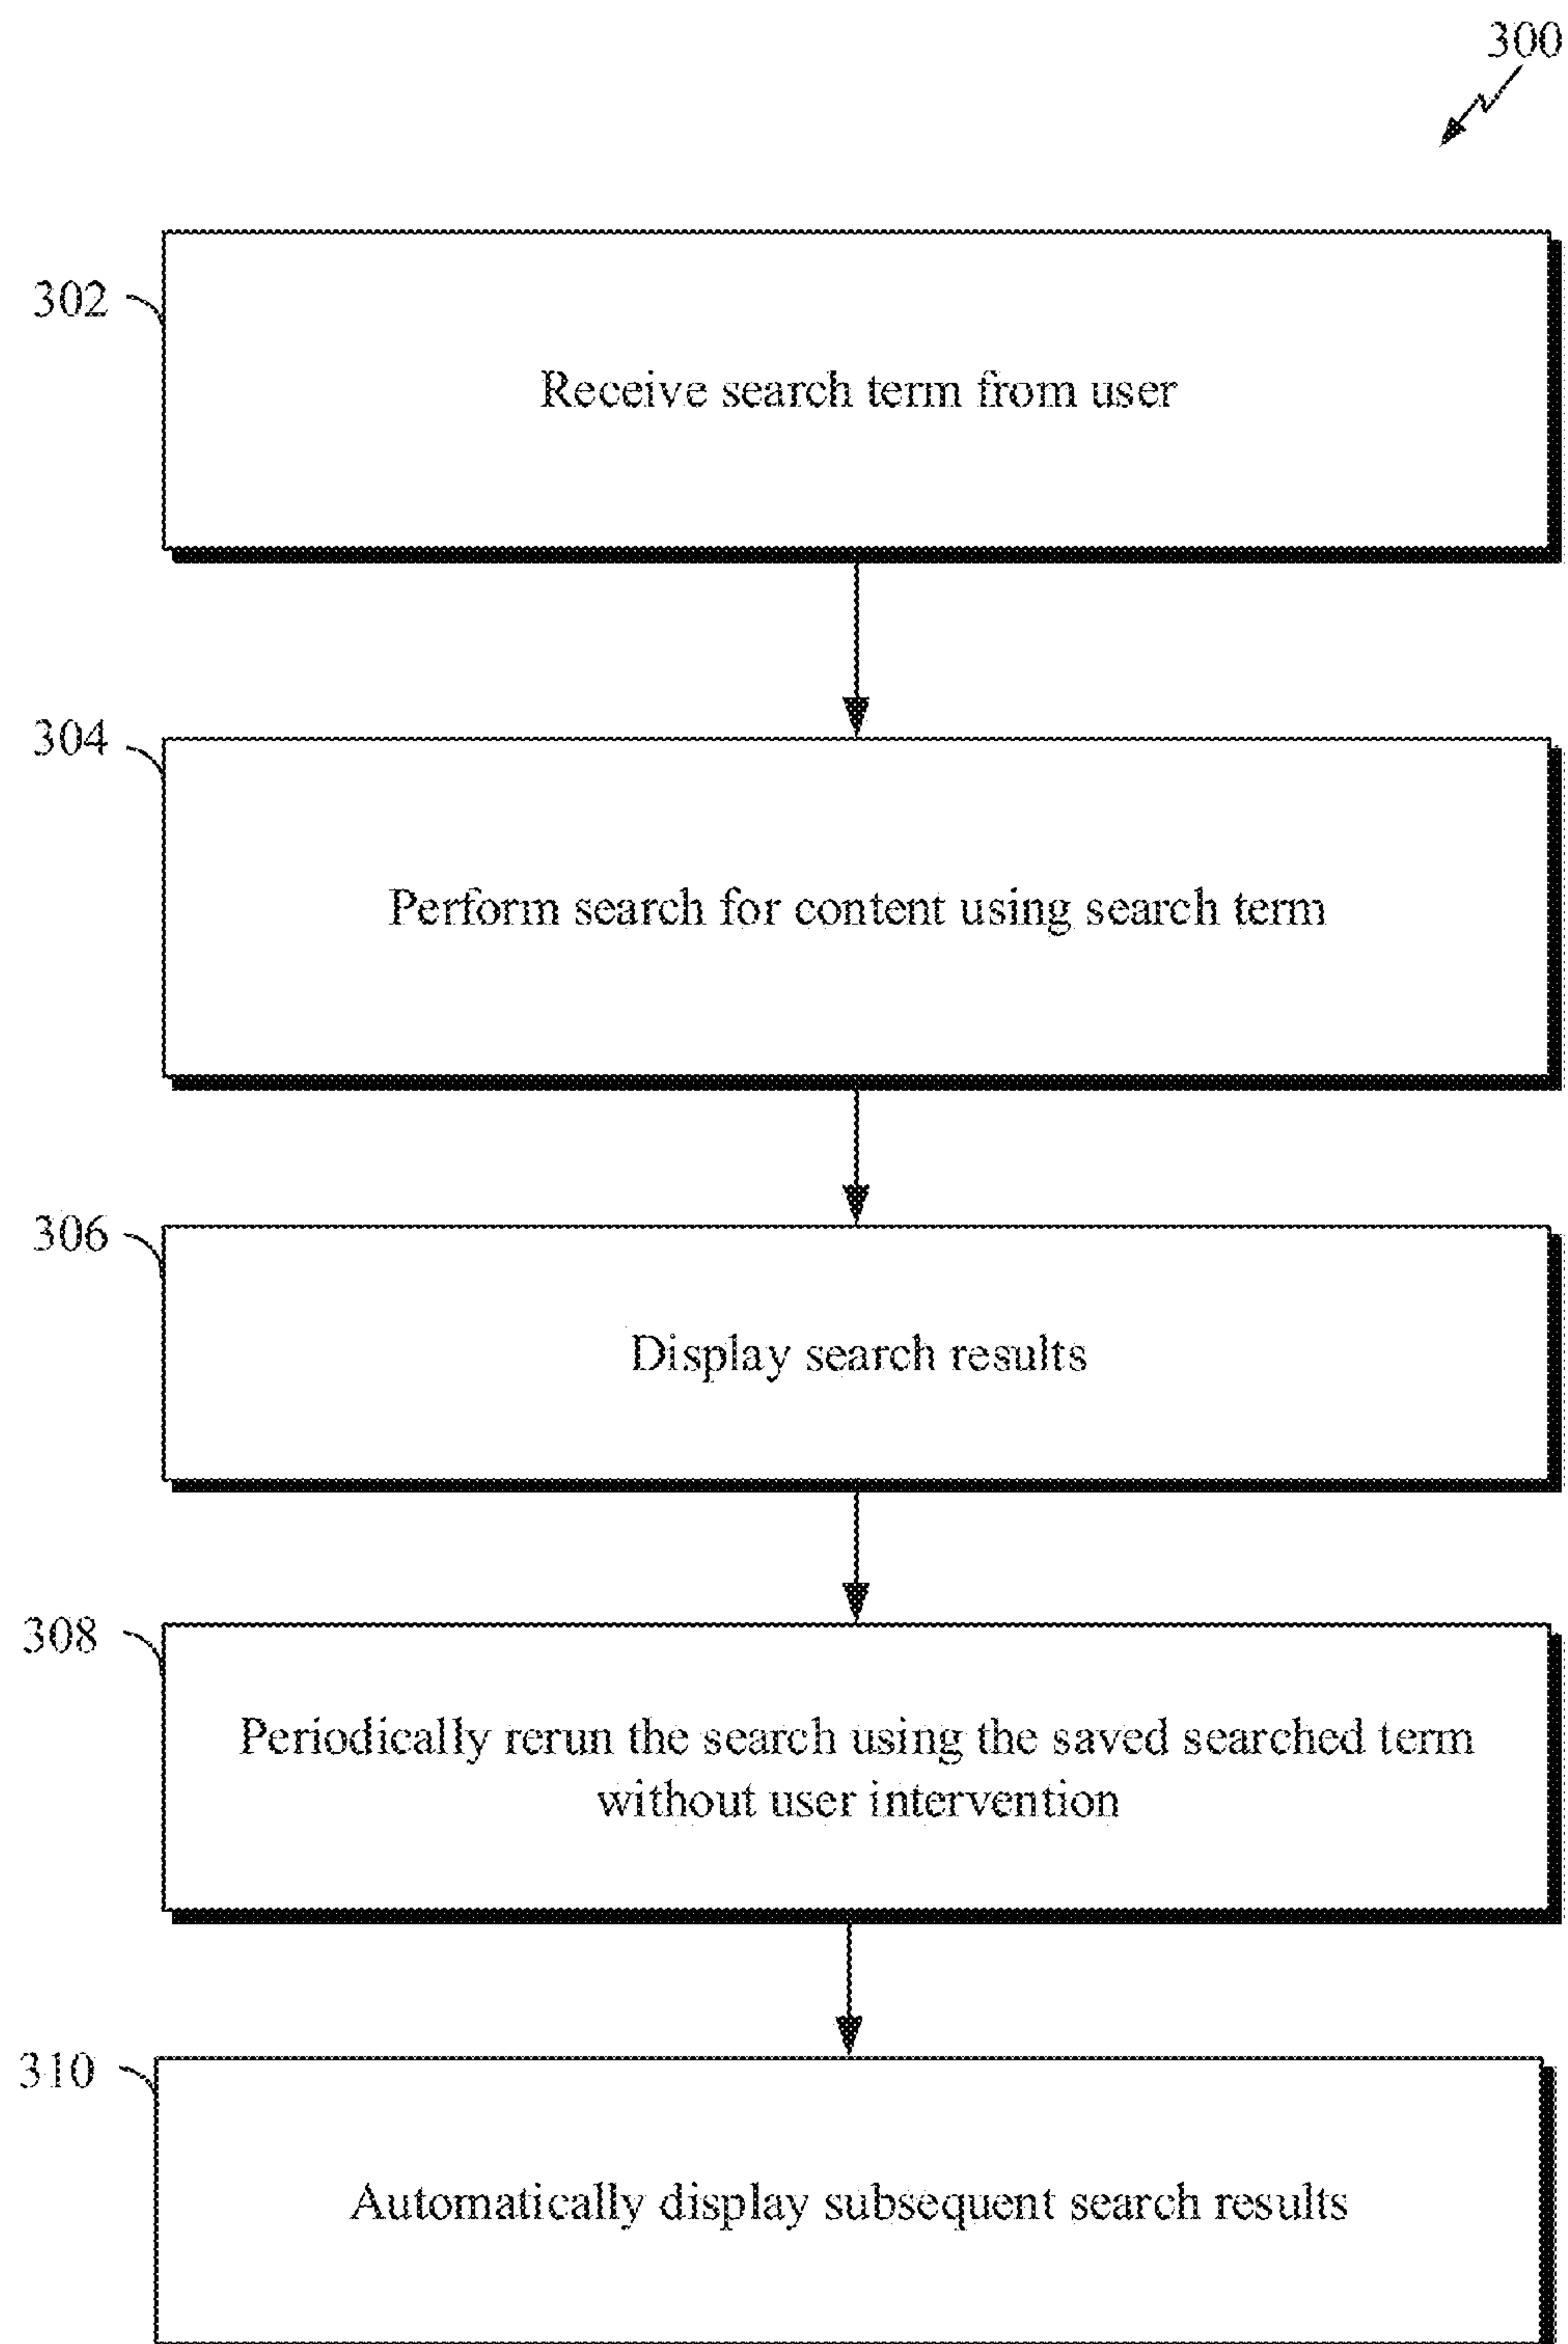 300
302
Receive search term from user
304
Perform search for content using search term
306
Display search results
308
Periodically rerun the search using the saved searched term
without user intervention
310
Automatically display subsequent search results